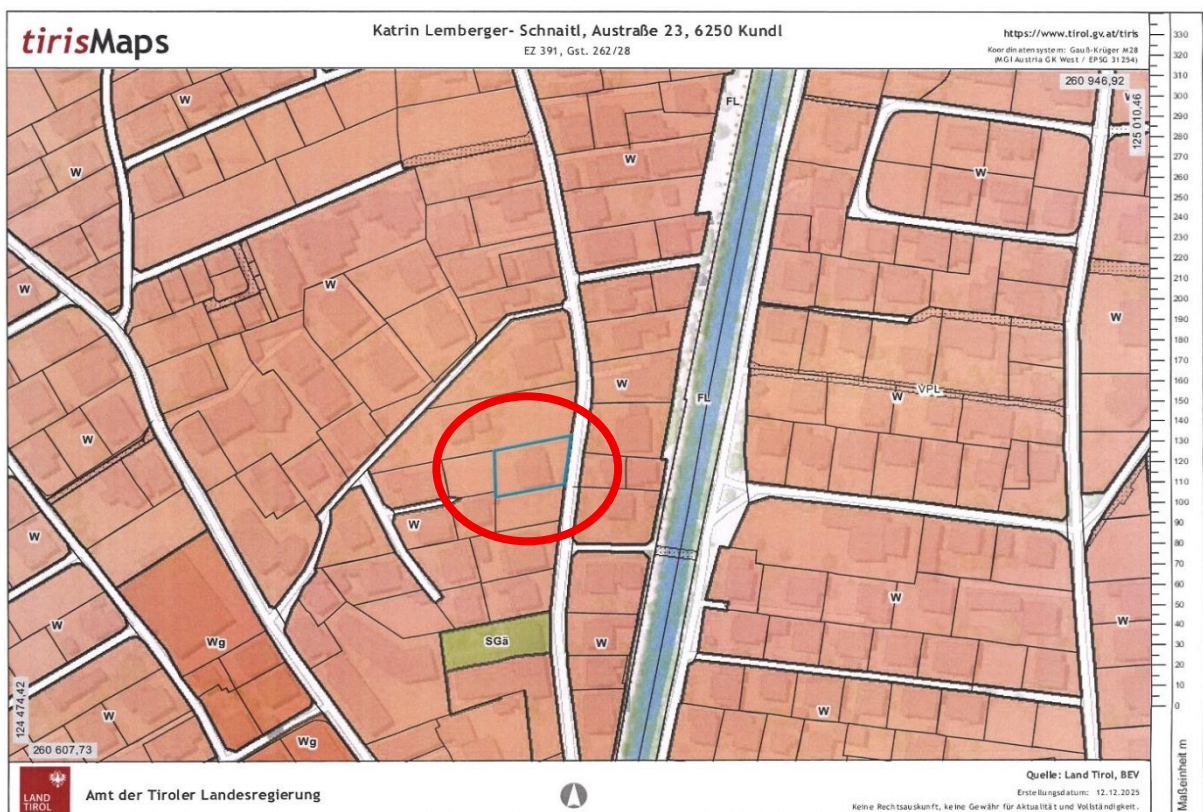 tirisMaps
Katrin Lemberger- Schnaitl, Austraße 23, 6250 Kundl
EZ 391, Gst. 262/28
https://www.tirol.gv.at/tiris
Koordinatensystem: Gauß-Krüger M28
(MGI Austria GK West / EPSG 31254)
260 946,92
125 010,46
W
FL
W
W
W
W
W
W
W
W
W
FL
W
VPL
W
W
W
W
W
SGä
W
Wg
W
W
W
Wg
124 474,42
260 607,73
330
320
310
300
290
280
270
260
250
240
230
220
210
200
190
180
170
160
150
140
130
120
110
100
90
80
70
60
50
40
30
20
10
0
Maßeinheit m
LAND
TIROL
Amt der Tiroler Landesregierung
Quelle: Land Tirol, BEV
Erstellungsdatum: 12.12.2025
Keine Rechtsauskunft, keine Gewähr für Aktualität und Vollständigkeit.